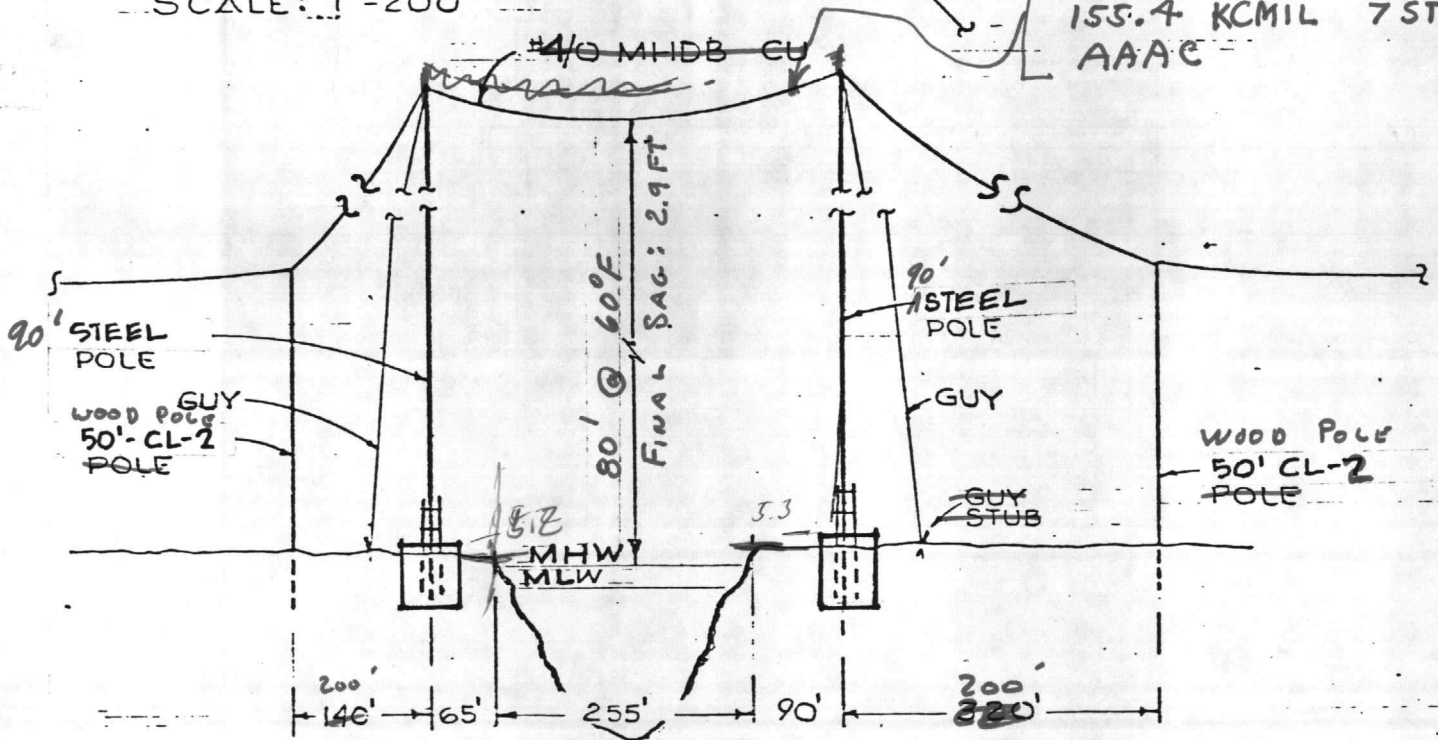 SCALE: 1"=200'
155.4 KCMIL 7 ST
AAAC
#4/0 MHDB CU
80' @ 60°F
FINAL SAG: 2.9 FT
90' STEEL
POLE
GUY
WOOD POLE
50'-CL-2
POLE
90'
STEEL
POLE
GUY
WOOD POLE
50' CL-2
POLE
GUY
STUB
5.2
5.3
MHW
MLW
200
140'
65'
255'
90'
200'